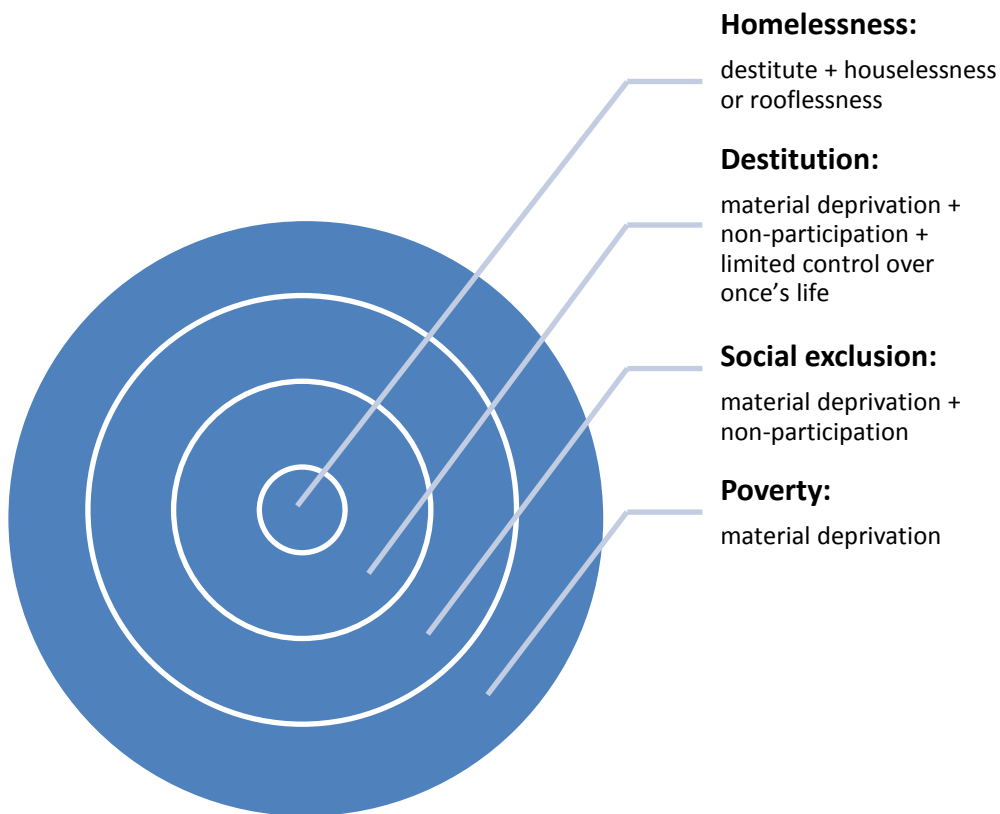 Homelessness:
destitute + houselessness
or rooflessness
Destitution:
material deprivation +
non-participation +
limited control over
once's life
Social exclusion:
material deprivation +
non-participation
Poverty:
material deprivation